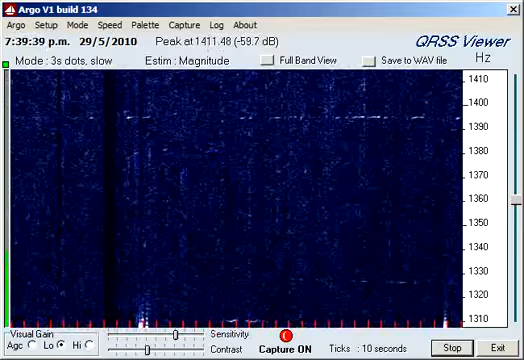 Argo V1 build 134
Argo Setup Mode Speed Palette Capture Log About
7:39:39 p.m. 29/5/2010 Peak at 1411.48 (-59.7 dB) QRSS Viewer
Mode : 3s dots, slow Estim : Magnitude Full Band View Save to WAV file Hz
1410
1400
1390
1380
1370
1360
1350
1340
1330
1320
1310
Visual Gain Sensitivity
Agc Lo Hi Contrast Capture ON Ticks : 10 seconds Stop Exit